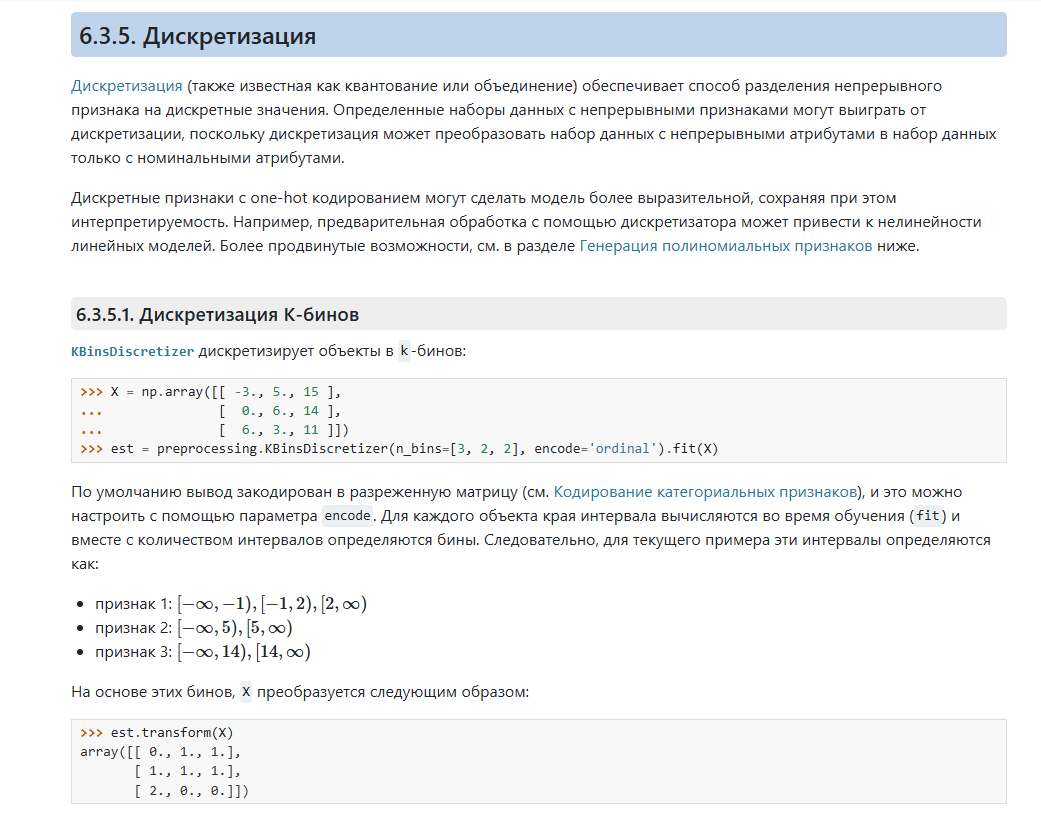 6.3.5. Дискретизация
Дискретизация (также известная как квантование или объединение) обеспечивает способ разделения непрерывного
признака на дискретные значения. Определенные наборы данных с непрерывными признаками могут выиграть от
дискретизации, поскольку дискретизация может преобразовать набор данных с непрерывными атрибутами в набор данных
только с номинальными атрибутами.
Дискретные признаки с one-hot кодированием могут сделать модель более выразительной, сохраняя при этом
интерпретируемость. Например, предварительная обработка с помощью дискретизатора может привести к нелинейности
линейных моделей. Более продвинутые возможности, см. в разделе Генерация полиномиальных признаков ниже.
6.3.5.1. Дискретизация К-бинов
KBinsDiscretizer дискретизирует объекты в k-бинов:
>>> X = np.array([[ -3., 5., 15 ],
...               [  0., 6., 14 ],
...               [  6., 3., 11 ]])
>>> est = preprocessing.KBinsDiscretizer(n_bins=[3, 2, 2], encode='ordinal').fit(X)
По умолчанию вывод закодирован в разреженную матрицу (см. Кодирование категориальных признаков), и это можно
настроить с помощью параметра encode. Для каждого объекта края интервала вычисляются во время обучения (fit) и
вместе с количеством интервалов определяются бины. Следовательно, для текущего примера эти интервалы определяются
как:
• признак 1: [−∞, −1), [−1, 2), [2, ∞)
• признак 2: [−∞, 5), [5, ∞)
• признак 3: [−∞, 14), [14, ∞)
На основе этих бинов, X преобразуется следующим образом:
>>> est.transform(X)
array([[ 0., 1., 1.],
       [ 1., 1., 1.],
       [ 2., 0., 0.]])